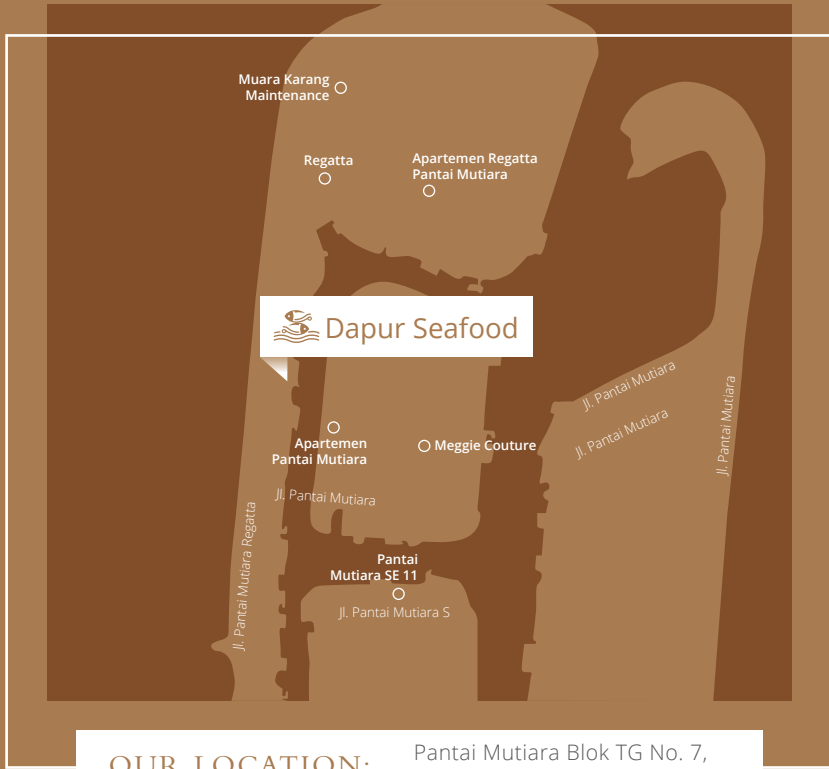 Muara Karang
Maintenance
Regatta
Apartemen Regatta
Pantai Mutiara
Dapur Seafood
Jl. Pantai Mutiara
Jl. Pantai Mutiara
Jl. Pantai Mutiara
Apartemen
Pantai Mutiara
Meggie Couture
Jl. Pantai Mutiara
Jl. Pantai Mutiara Regatta
Pantai
Mutiara SE 11
Jl. Pantai Mutiara S
OUR LOCATION:
Pantai Mutiara Blok TG No. 7,